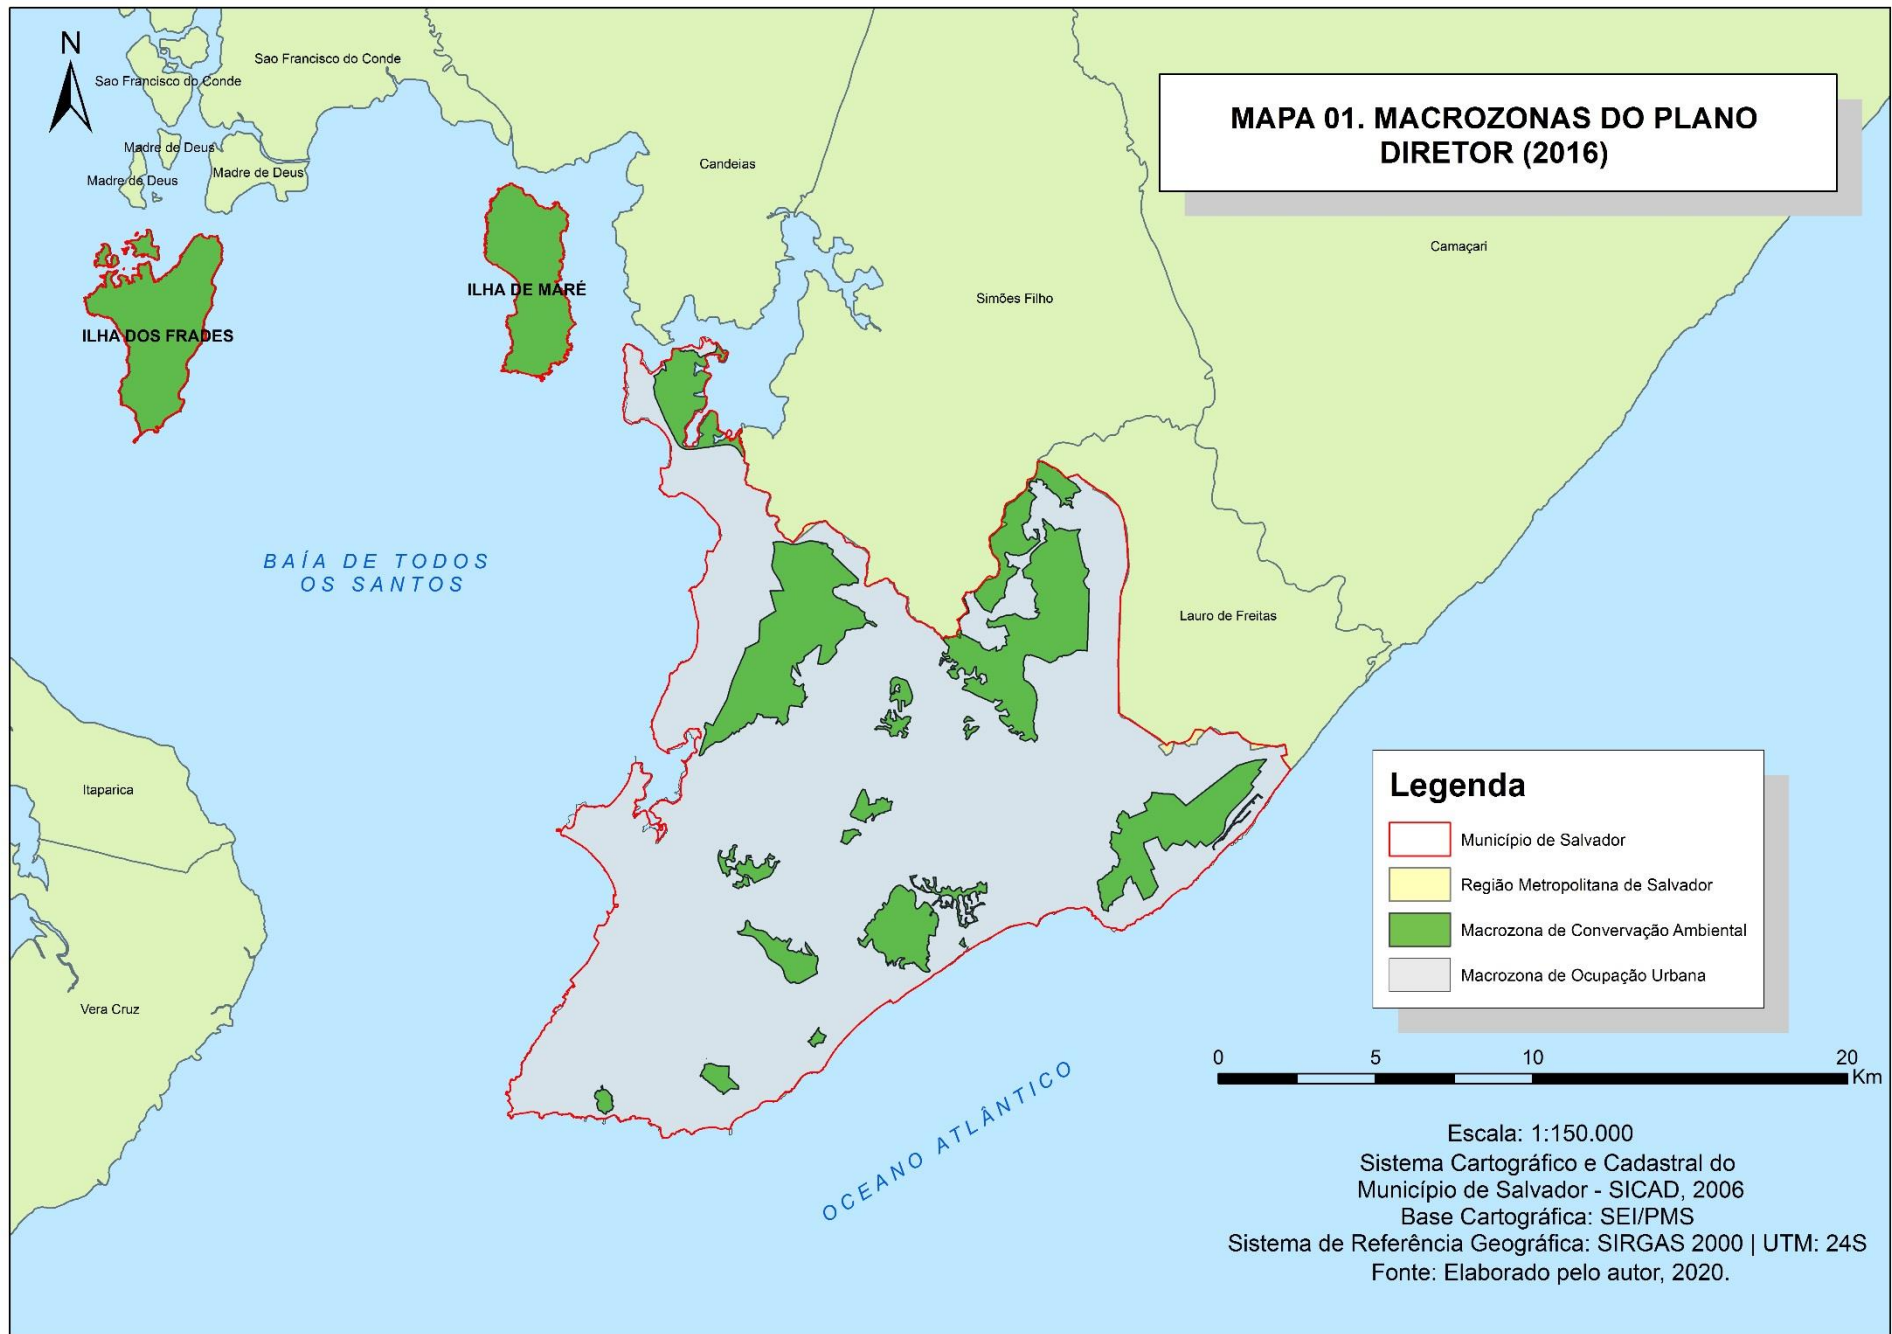 N
Sao Francisco do Conde
Sao Francisco do Conde
Madre de Deus
Madre de Deus
Madre de Deus
Candeias
MAPA 01. MACROZONAS DO PLANO
DIRETOR (2016)
Camaçari
Simões Filho
ILHA DE MARÉ
ILHA DOS FRADES
BAÍA DE TODOS
OS SANTOS
Lauro de Freitas
Itaparica
Vera Cruz
OCEANO ATLÂNTICO
Legenda
Município de Salvador
Região Metropolitana de Salvador
Macrozona de Convervação Ambiental
Macrozona de Ocupação Urbana
0 5 10 20
Km
Escala: 1:150.000
Sistema Cartográfico e Cadastral do
Município de Salvador - SICAD, 2006
Base Cartográfica: SEI/PMS
Sistema de Referência Geográfica: SIRGAS 2000 | UTM: 24S
Fonte: Elaborado pelo autor, 2020.